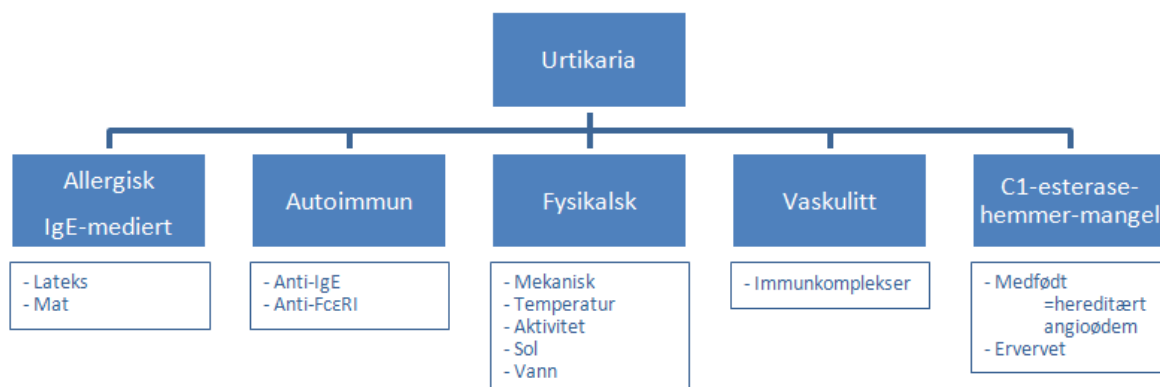 Urtikaria
Allergisk
IgE-mediert
- Lateks
- Mat
Autoimmun
- Anti-IgE
- Anti-FcεRI
Fysikalsk
- Mekanisk
- Temperatur
- Aktivitet
- Sol
- Vann
Vaskulitt
- Immunkomplekser
C1-esterase-
hemmer-mangel
- Medfødt
=hereditært
angioødem
- Ervervet